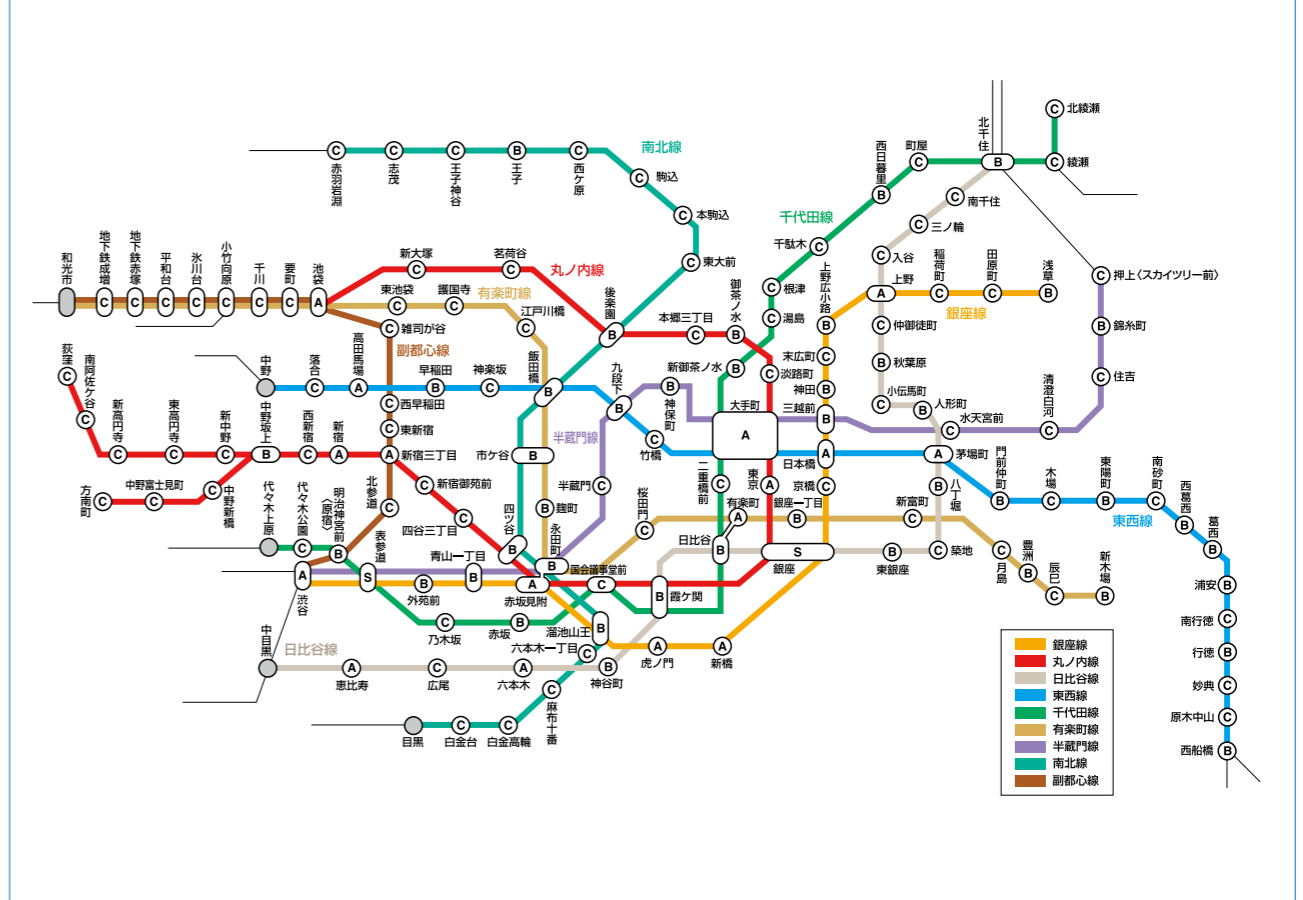 南北線
C 赤羽岩淵
C 志茂
C 王子神谷
B 王子
C 西ケ原
C 駒込
C 本駒込
C 東大前
千代田線
C 北綾瀬
C 綾瀬
B 北千住
C 町屋
B 西日暮里
C 千駄木
C 根津
C 湯島
B 新御茶ノ水
C 南千住
C 三ノ輪
C 入谷
A 上野
C 稲荷町
C 田原町
B 浅草
銀座線
B 上野広小路
C 末広町
B 神田
C 仲御徒町
B 秋葉原
C 小伝馬町
B 人形町
C 押上〈スカイツリー前〉
B 錦糸町
C 住吉
C 清澄白河
C 水天宮前
和光市
C 地下鉄成増
C 地下鉄赤塚
C 平和台
C 氷川台
C 小竹向原
C 千川
C 要町
A 池袋
C 新大塚
C 茗荷谷
丸ノ内線
B 後楽園
C 本郷三丁目
B 御茶ノ水
C 淡路町
C 東池袋
C 護国寺
有楽町線
C 江戸川橋
B 飯田橋
C 雑司が谷
副都心線
C 西早稲田
C 東新宿
A 新宿三丁目
C 北参道
中野
C 落合
A 高田馬場
B 早稲田
C 神楽坂
B 九段下
B 神保町
C 竹橋
A 大手町
B 三越前
A 日本橋
A 茅場町
C 荻窪
C 南阿佐ケ谷
C 新高円寺
C 東高円寺
C 新中野
B 中野坂上
C 西新宿
A 新宿
C 方南町
C 中野富士見町
C 中野新橋
C 新宿御苑前
C 四谷三丁目
B 四ツ谷
B 市ケ谷
半蔵門線
C 半蔵門
B 麹町
B 永田町
C 桜田門
C 二重橋前
A 東京
C 京橋
A 有楽町
B 銀座一丁目
C 新富町
B 八丁堀
B 門前仲町
C 木場
B 東陽町
C 南砂町
B 西葛西
B 葛西
東西線
B 浦安
C 南行徳
B 行徳
C 妙典
C 原木中山
B 西船橋
代々木上原
C 代々木公園
B 明治神宮前〈原宿〉
S 表参道
A 渋谷
B 外苑前
B 青山一丁目
A 赤坂見附
C 国会議事堂前
B 霞ケ関
B 日比谷
S 銀座
B 東銀座
C 築地
C 月島
B 豊洲
C 辰巳
B 新木場
C 乃木坂
B 赤坂
B 溜池山王
A 虎ノ門
A 新橋
中目黒
日比谷線
A 恵比寿
C 広尾
A 六本木
B 神谷町
C 六本木一丁目
C 麻布十番
目黒
C 白金台
C 白金高輪
銀座線
丸ノ内線
日比谷線
東西線
千代田線
有楽町線
半蔵門線
南北線
副都心線